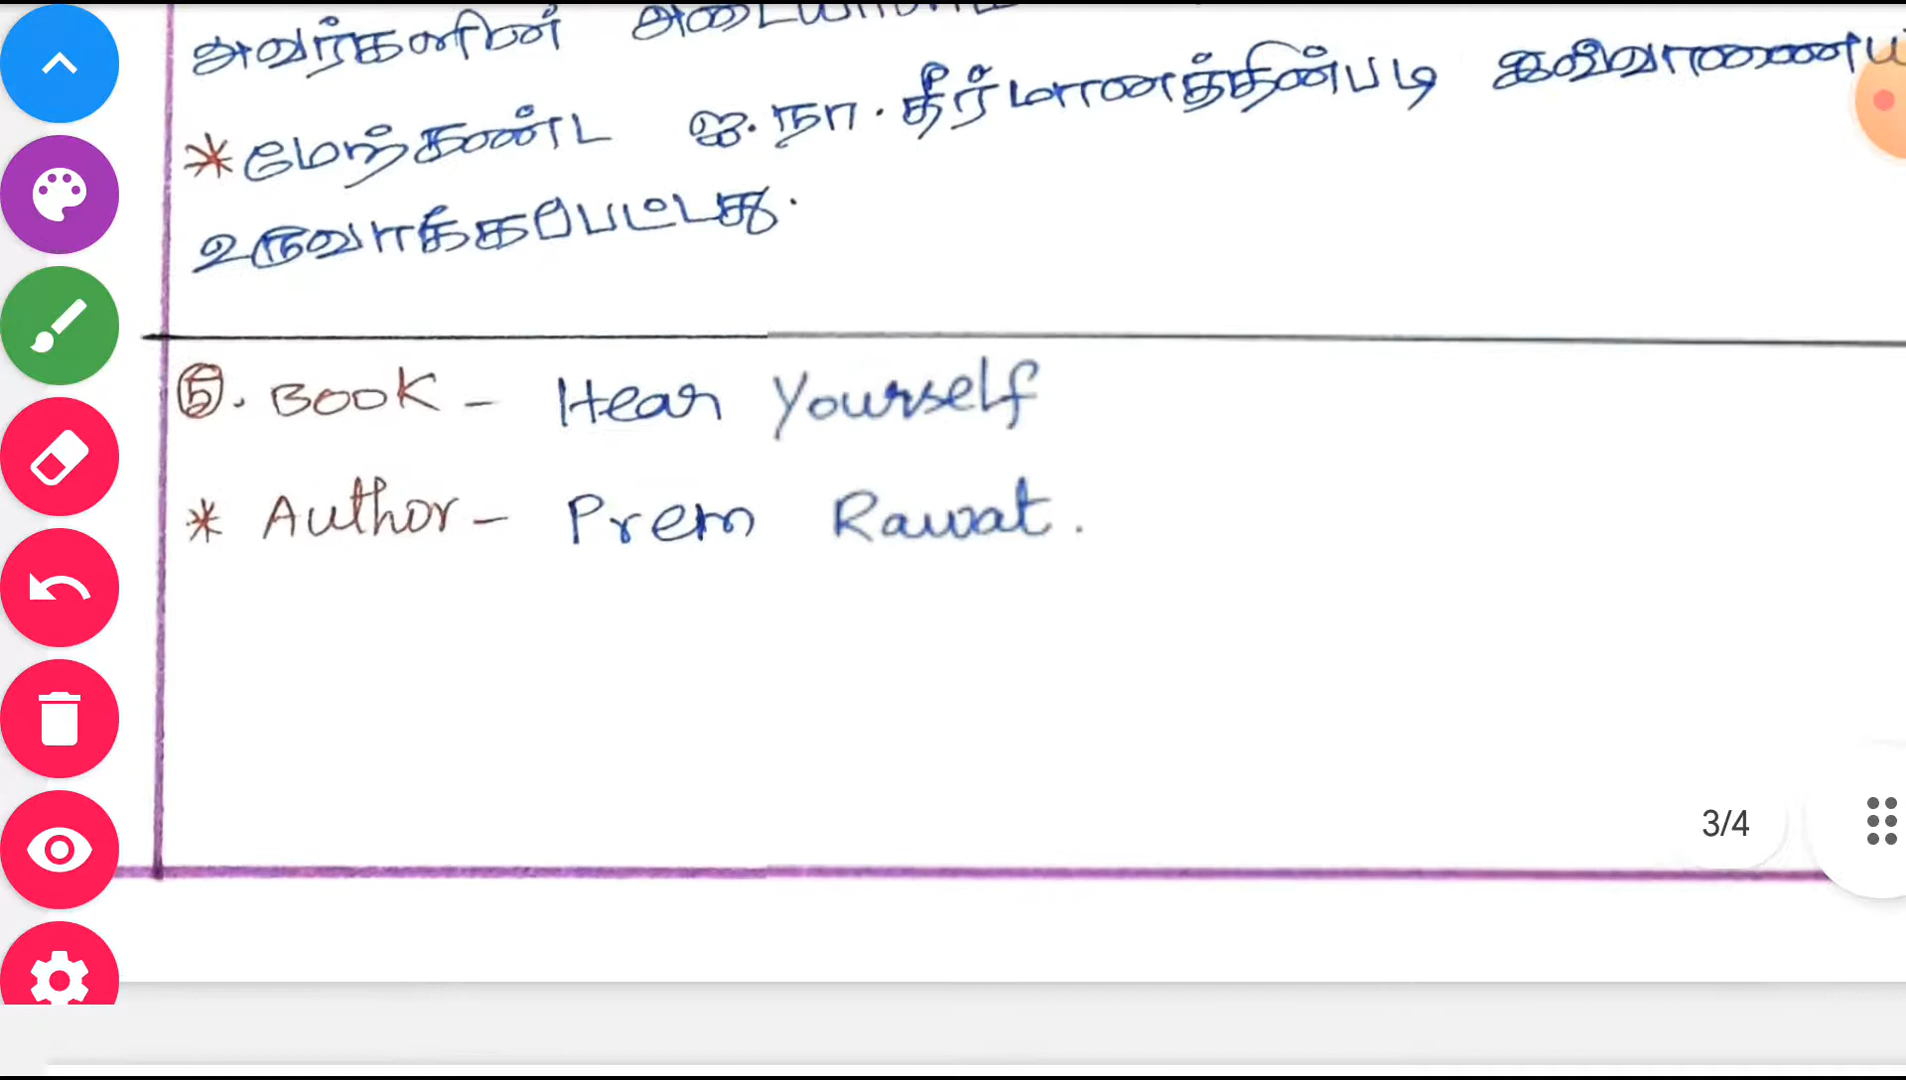 அவர்களின்
*மேற்கண்ட ஐ.நா.தீர்மானத்தின்படி
உருவாக்கப்பட்டது.
⑤. BOOK - Hear Yourself
* Author - Prem Rawat.
3/4